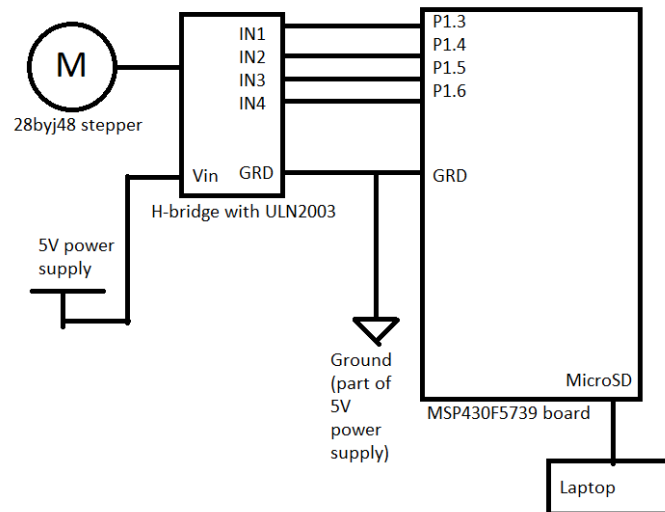 M
28byj48 stepper
IN1
IN2
IN3
IN4
Vin
GRD
H-bridge with ULN2003
P1.3
P1.4
P1.5
P1.6
GRD
MicroSD
MSP430F5739 board
5V power
supply
Ground
(part of
5V
power
supply)
Laptop